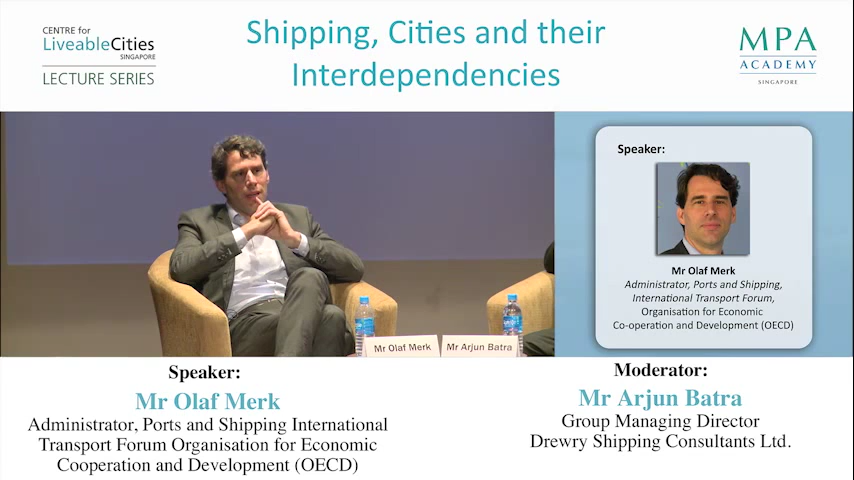 CENTRE for
LiveableCities
SINGAPORE
LECTURE SERIES
Shipping, Cities and their
Interdependencies
MPA
ACADEMY
SINGAPORE
Speaker:
Mr Olaf Merk
Administrator, Ports and Shipping,
International Transport Forum,
Organisation for Economic
Co-operation and Development (OECD)
Mr Olaf Merk
Mr Arjun Batra
Speaker:
Mr Olaf Merk
Administrator, Ports and Shipping International
Transport Forum Organisation for Economic
Cooperation and Development (OECD)
Moderator:
Mr Arjun Batra
Group Managing Director
Drewry Shipping Consultants Ltd.